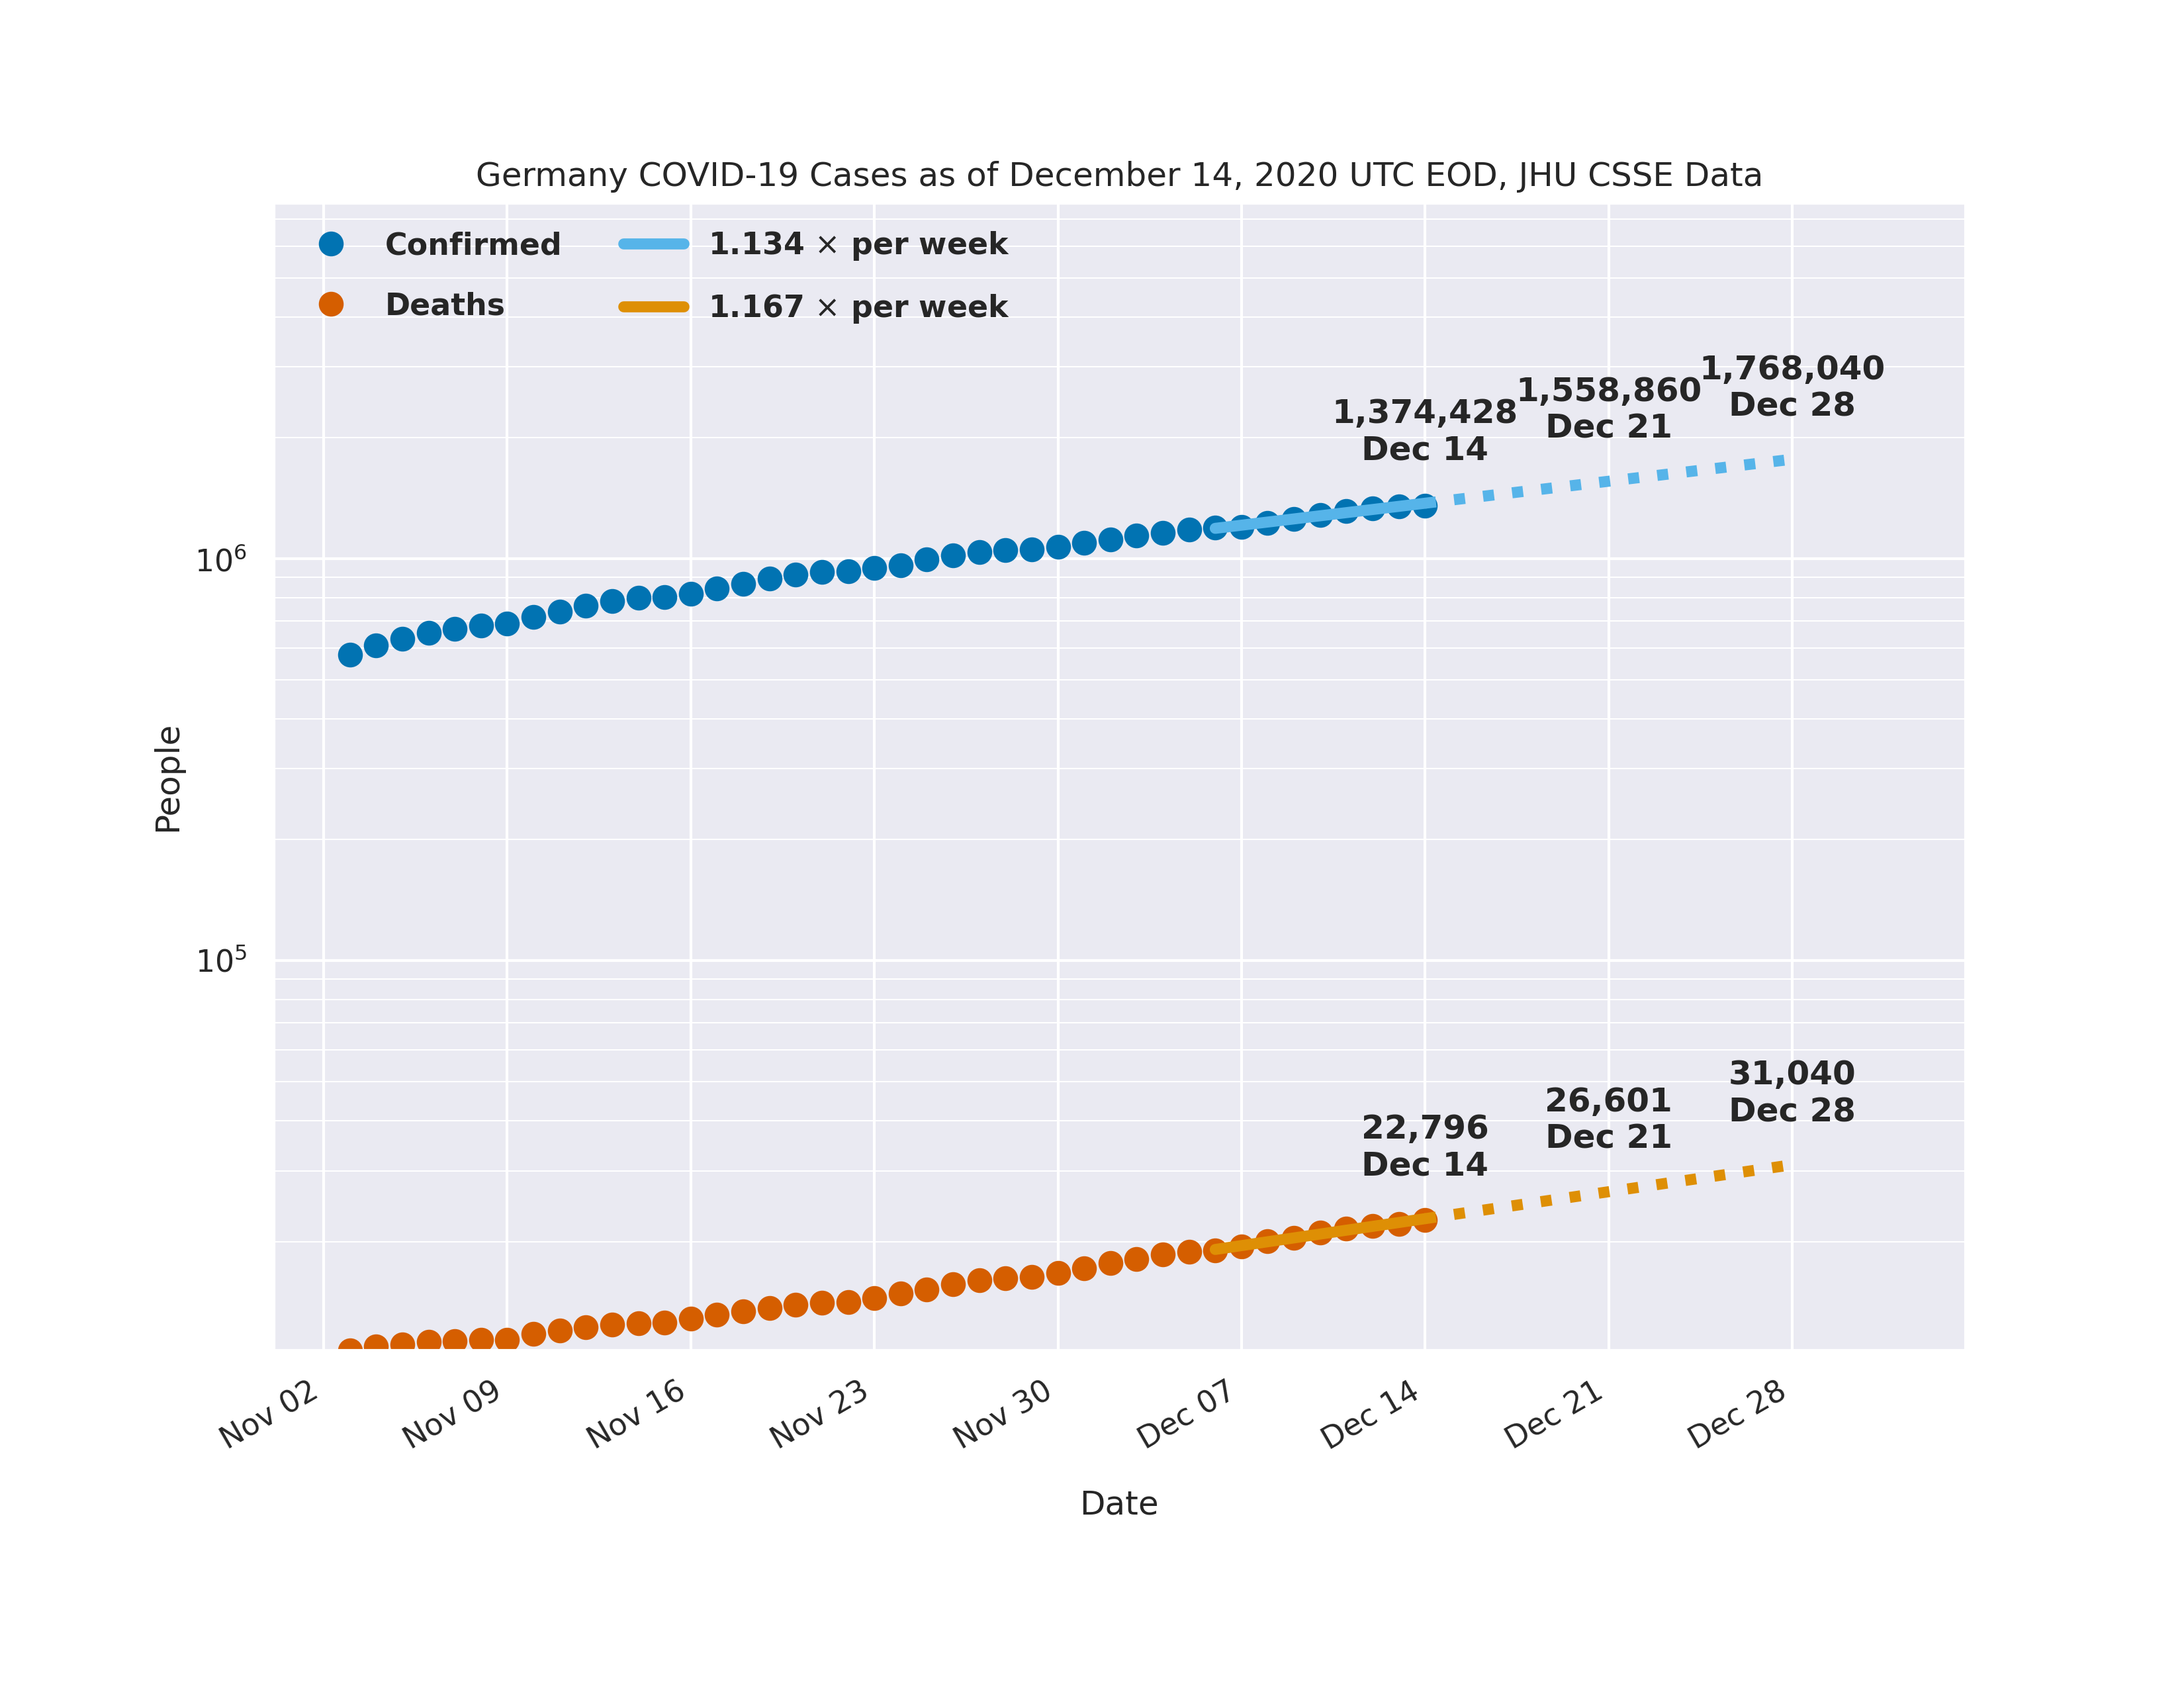 Germany COVID-19 Cases as of December 14, 2020 UTC EOD, JHU CSSE Data
Confirmed
Deaths
1.134 × per week
1.167 × per week
1,374,428
Dec 14
1,558,860
Dec 21
1,768,040
Dec 28
22,796
Dec 14
26,601
Dec 21
31,040
Dec 28
People
10⁶
10⁵
Nov 02
Nov 09
Nov 16
Nov 23
Nov 30
Dec 07
Dec 14
Dec 21
Dec 28
Date